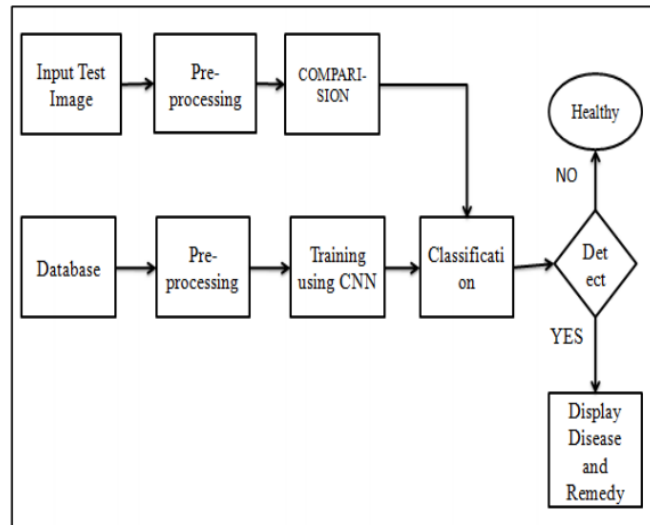 Input Test
Image
Pre-
processing
COMPARI-
SION
Healthy
NO
Database
Pre-
processing
Training
using CNN
Classificati
on
Det
ect
YES
Display
Disease
and
Remedy